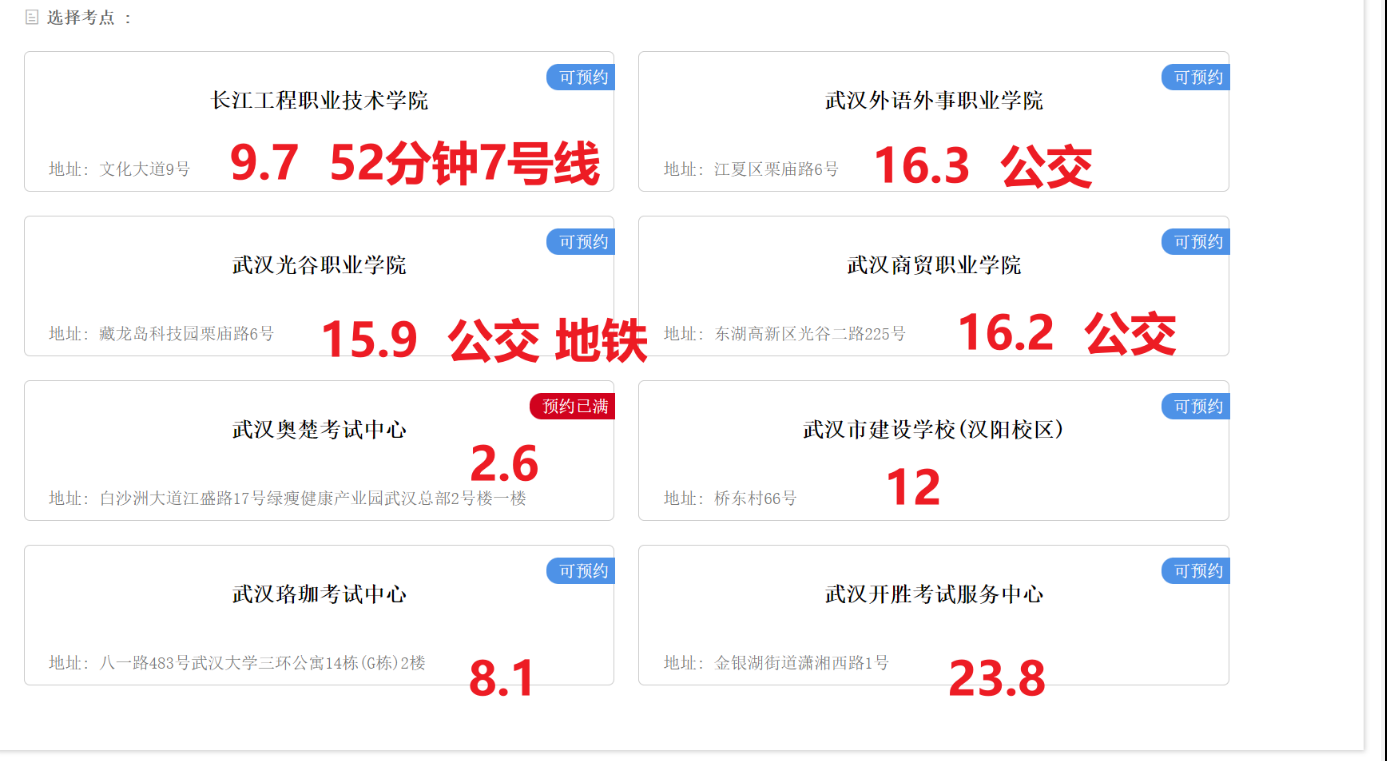 选择考点 :
可预约
长江工程职业技术学院
地址: 文化大道9号
9.7 52分钟7号线
可预约
武汉外语外事职业学院
地址: 江夏区栗庙路6号
16.3 公交
可预约
武汉光谷职业学院
地址: 藏龙岛科技园栗庙路6号
15.9 公交 地铁
可预约
武汉商贸职业学院
地址: 东湖高新区光谷二路225号
16.2 公交
预约已满
武汉奥楚考试中心
2.6
地址: 白沙洲大道江盛路17号绿瘦健康产业园武汉总部2号楼一楼
可预约
武汉市建设学校(汉阳校区)
12
地址: 桥东村66号
可预约
武汉珞珈考试中心
地址: 八一路483号武汉大学三环公寓14栋(G栋)2楼
8.1
可预约
武汉开胜考试服务中心
地址: 金银湖街道潇湘西路1号
23.8